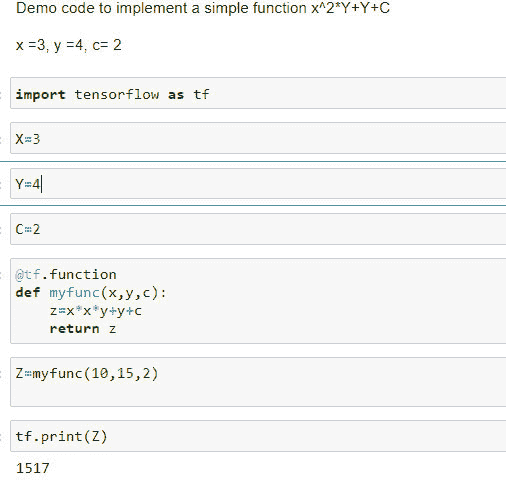 Demo code to implement a simple function x^2*Y+Y+C
x =3, y =4, c= 2
import tensorflow as tf
X=3
Y=4
C=2
@tf.function
def myfunc(x,y,c):
    z=x*x*y+y+c
    return z
Z=myfunc(10,15,2)
tf.print(Z)
1517